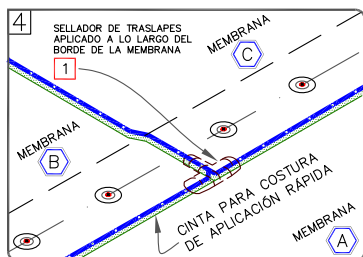 4
SELLADOR DE TRASLAPES
APLICADO A LO LARGO DEL
BORDE DE LA MEMBRANA
1
MEMBRANA
C
MEMBRANA
B
CINTA PARA COSTURA
DE APLICACIÓN RÁPIDA
MEMBRANA
A